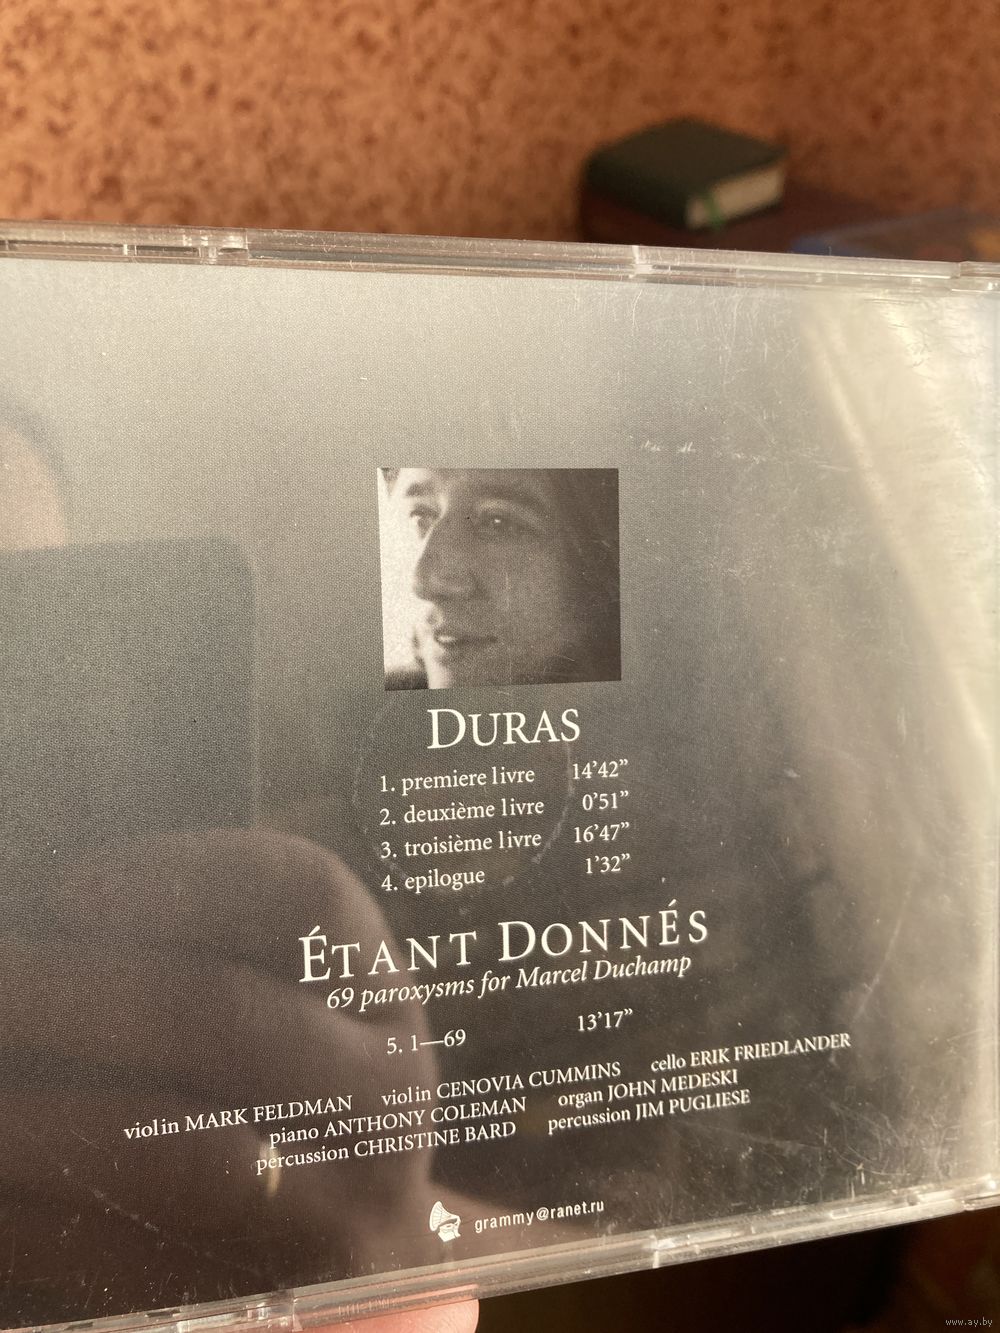 DURAS
1. premiere livre 14’42”
2. deuxième livre 0’51”
3. troisième livre 16’47”
4. epilogue 1’32”
ÉTANT DONNÉS
69 paroxysms for Marcel Duchamp
5. 1—69 13’17”
violin MARK FELDMAN violin CENOVIA CUMMINS cello ERIK FRIEDLANDER
piano ANTHONY COLEMAN organ JOHN MEDESKI
percussion CHRISTINE BARD percussion JIM PUGLIESE
grammy@ranet.ru
www.ay.by